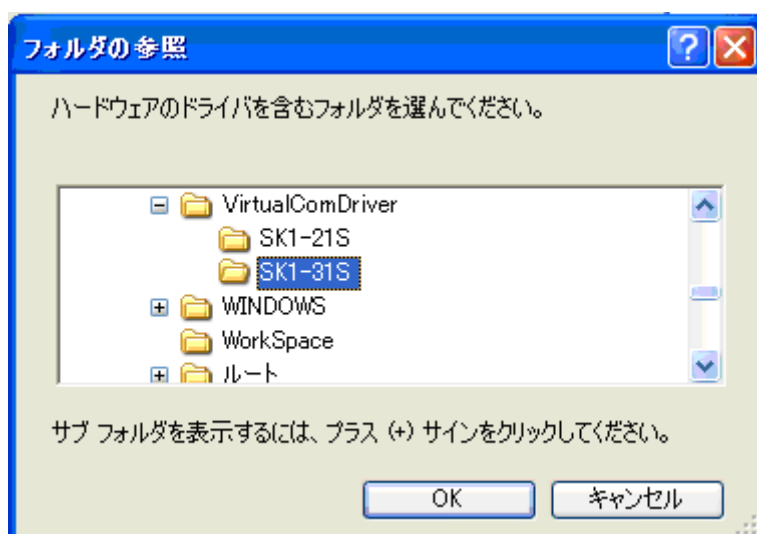 フォルダの参照
ハードウェアのドライバを含むフォルダを選んでください。
VirtualComDriver
SK1-21S
SK1-31S
WINDOWS
WorkSpace
ルート
サブ フォルダを表示するには、プラス (+) サインをクリックしてください。
OK
キャンセル